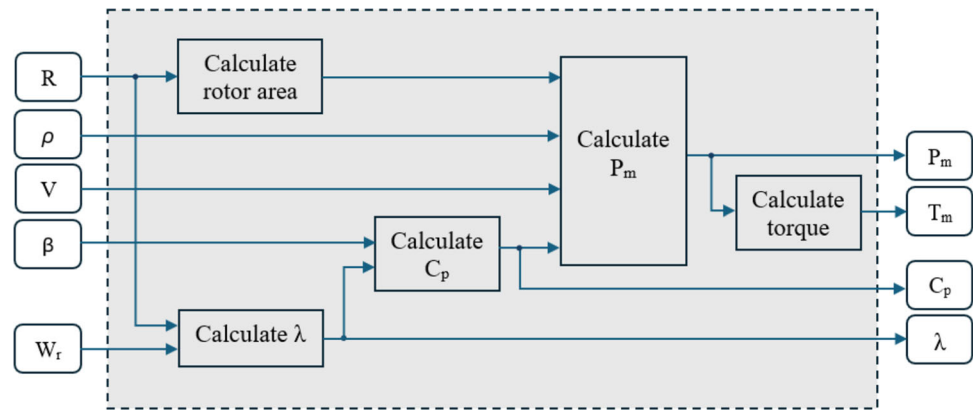 R
ρ
V
β
Wᵣ
Calculate
rotor area
Calculate
Cₚ
Calculate λ
Calculate
Pₘ
Calculate
torque
Pₘ
Tₘ
Cₚ
λ